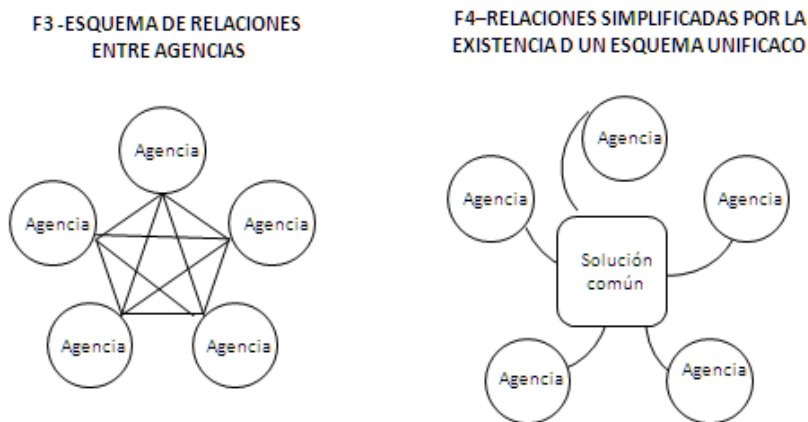 F3 -ESQUEMA DE RELACIONES
ENTRE AGENCIAS
Agencia
Agencia
Agencia
Agencia
Agencia
F4–RELACIONES SIMPLIFICADAS POR LA
EXISTENCIA D UN ESQUEMA UNIFICACO
Agencia
Agencia
Agencia
Solución
común
Agencia
Agencia